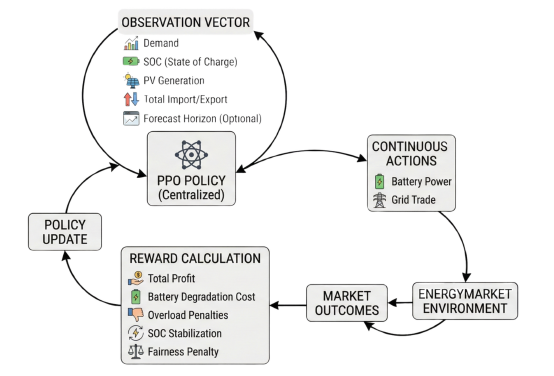 OBSERVATION VECTOR
Demand
SOC (State of Charge)
PV Generation
Total Import/Export
Forecast Horizon (Optional)
PPO POLICY
(Centralized)
CONTINUOUS
ACTIONS
Battery Power
Grid Trade
POLICY
UPDATE
REWARD CALCULATION
Total Profit
Battery Degradation Cost
Overload Penalties
SOC Stabilization
Fairness Penalty
MARKET
OUTCOMES
ENERGYMARKET
ENVIRONMENT